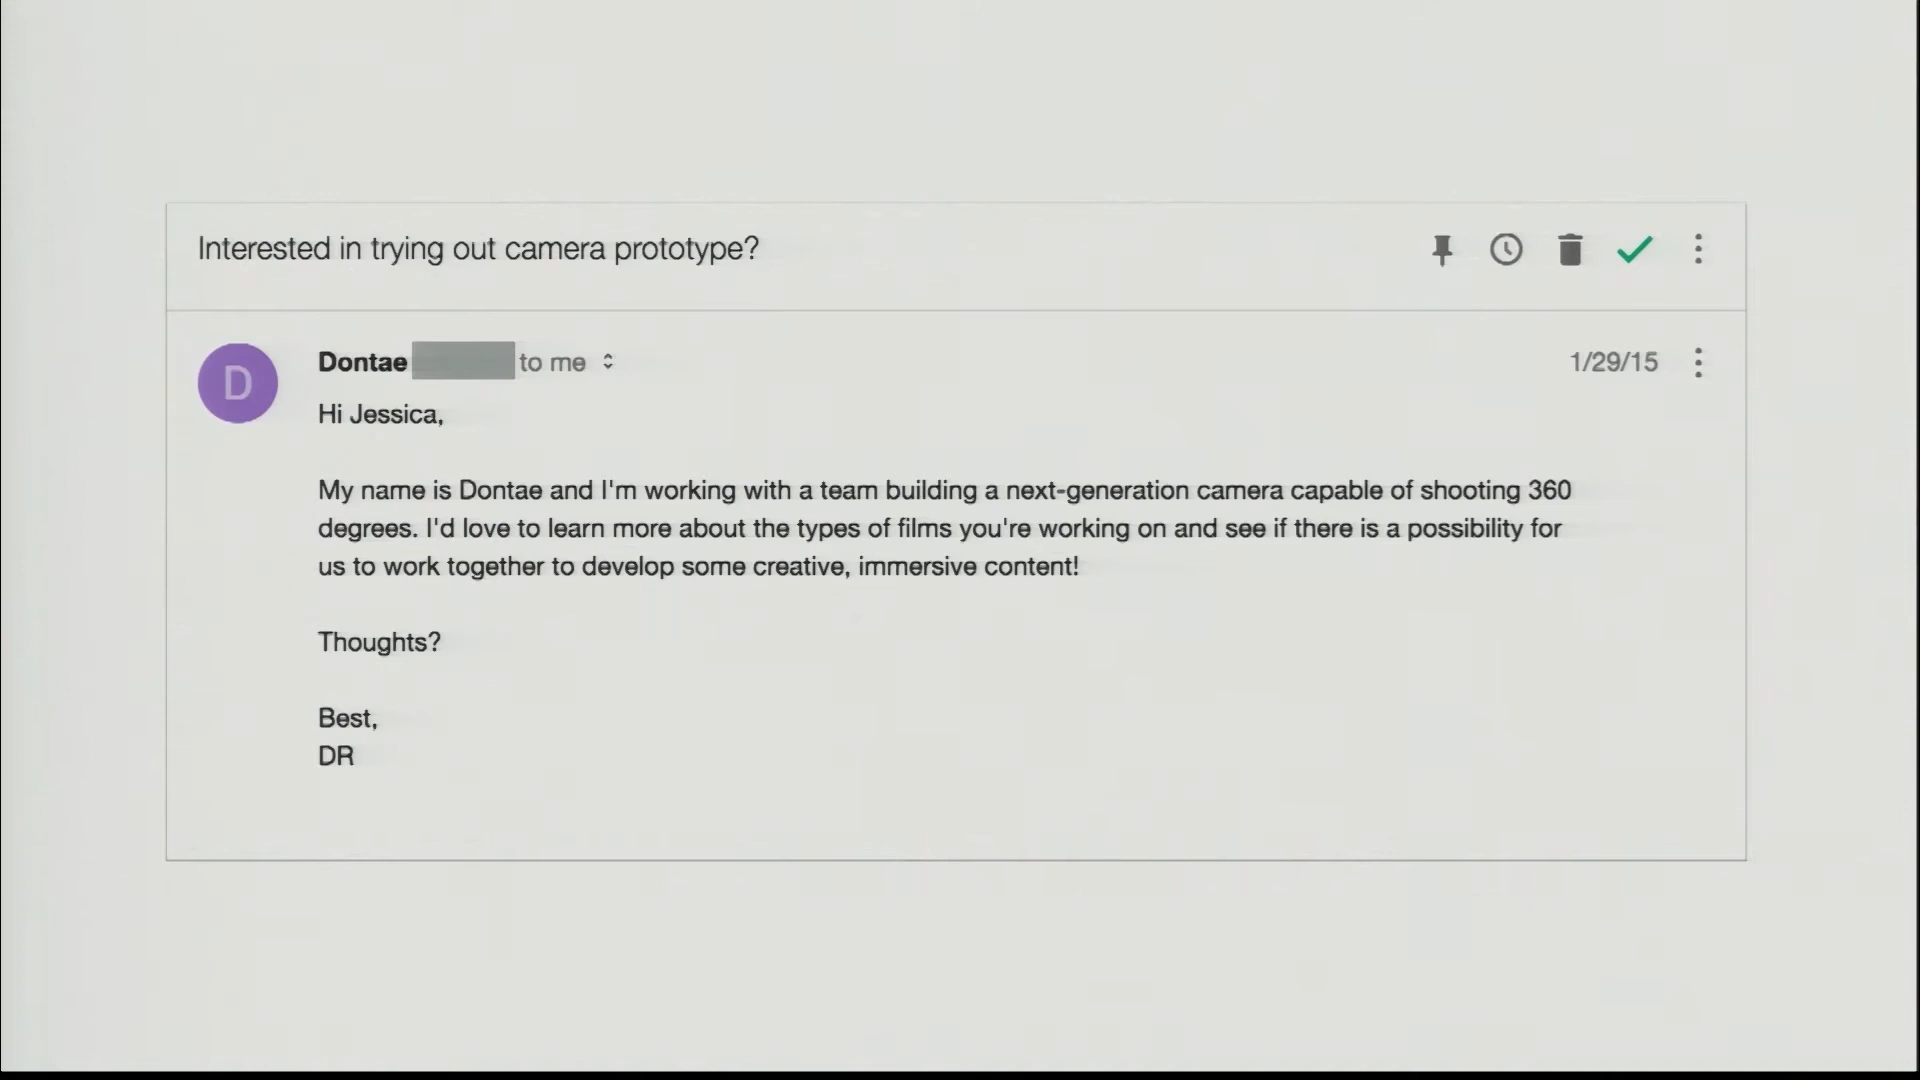 Interested in trying out camera prototype?
D
Dontae to me
1/29/15
Hi Jessica,
My name is Dontae and I'm working with a team building a next-generation camera capable of shooting 360
degrees. I'd love to learn more about the types of films you're working on and see if there is a possibility for
us to work together to develop some creative, immersive content!
Thoughts?
Best,
DR